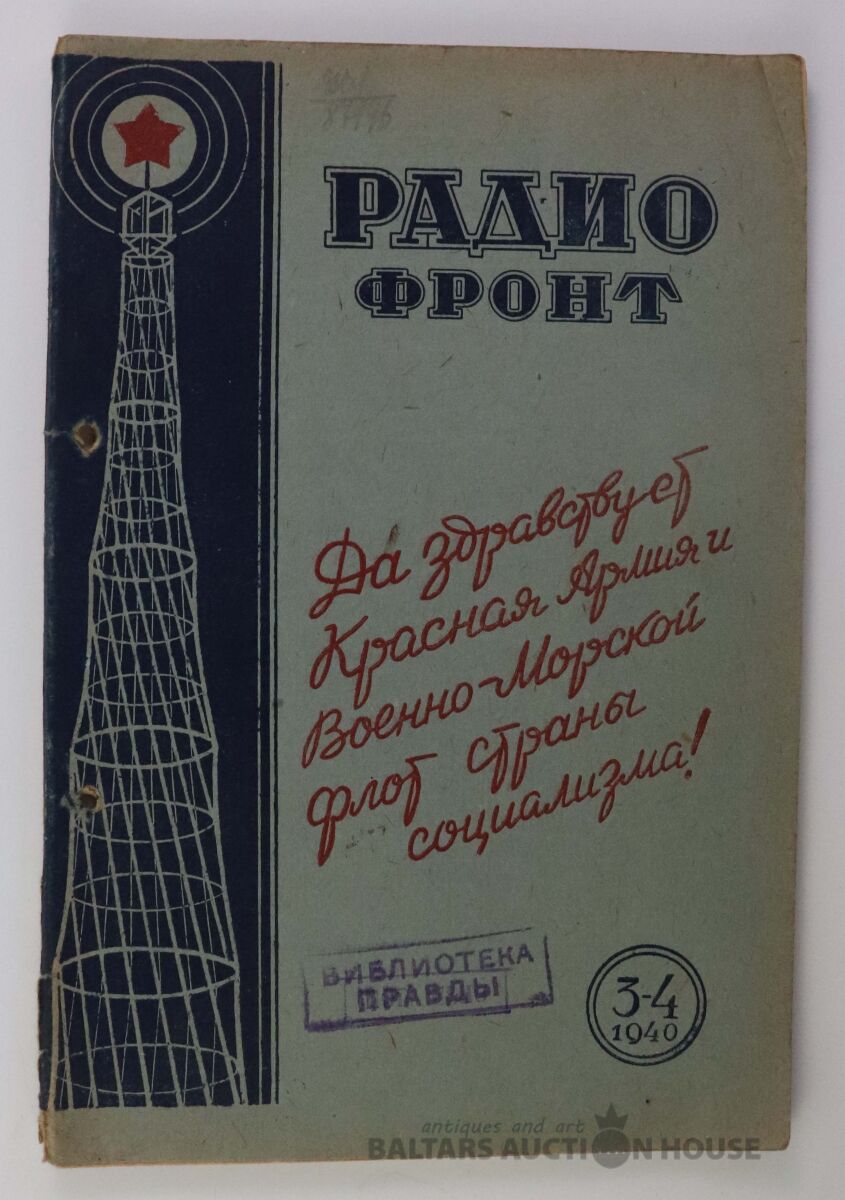 РАДИО
ФРОНТ
Да здравствует
Красная Армия и
Военно-Морской
флот страны
социализма!
БИБЛИОТЕКА
ПРАВДЫ
3-4
1940
antiques and art
BALTARS AUCTION HOUSE